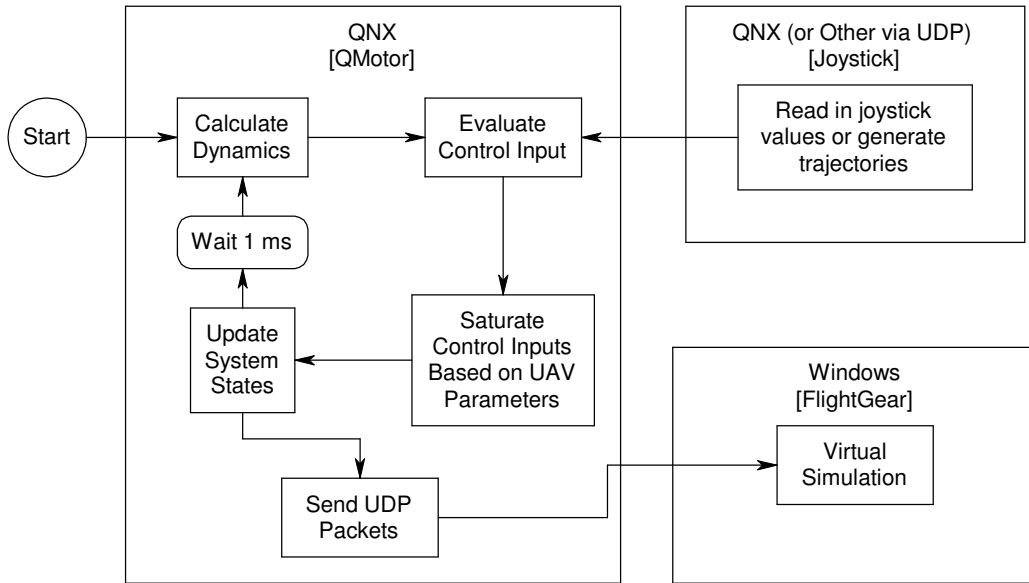 QNX
[QMotor]
QNX (or Other via UDP)
[Joystick]
Start
Calculate
Dynamics
Evaluate
Control Input
Read in joystick
values or generate
trajectories
Wait 1 ms
Update
System
States
Saturate
Control Inputs
Based on UAV
Parameters
Windows
[FlightGear]
Virtual
Simulation
Send UDP
Packets